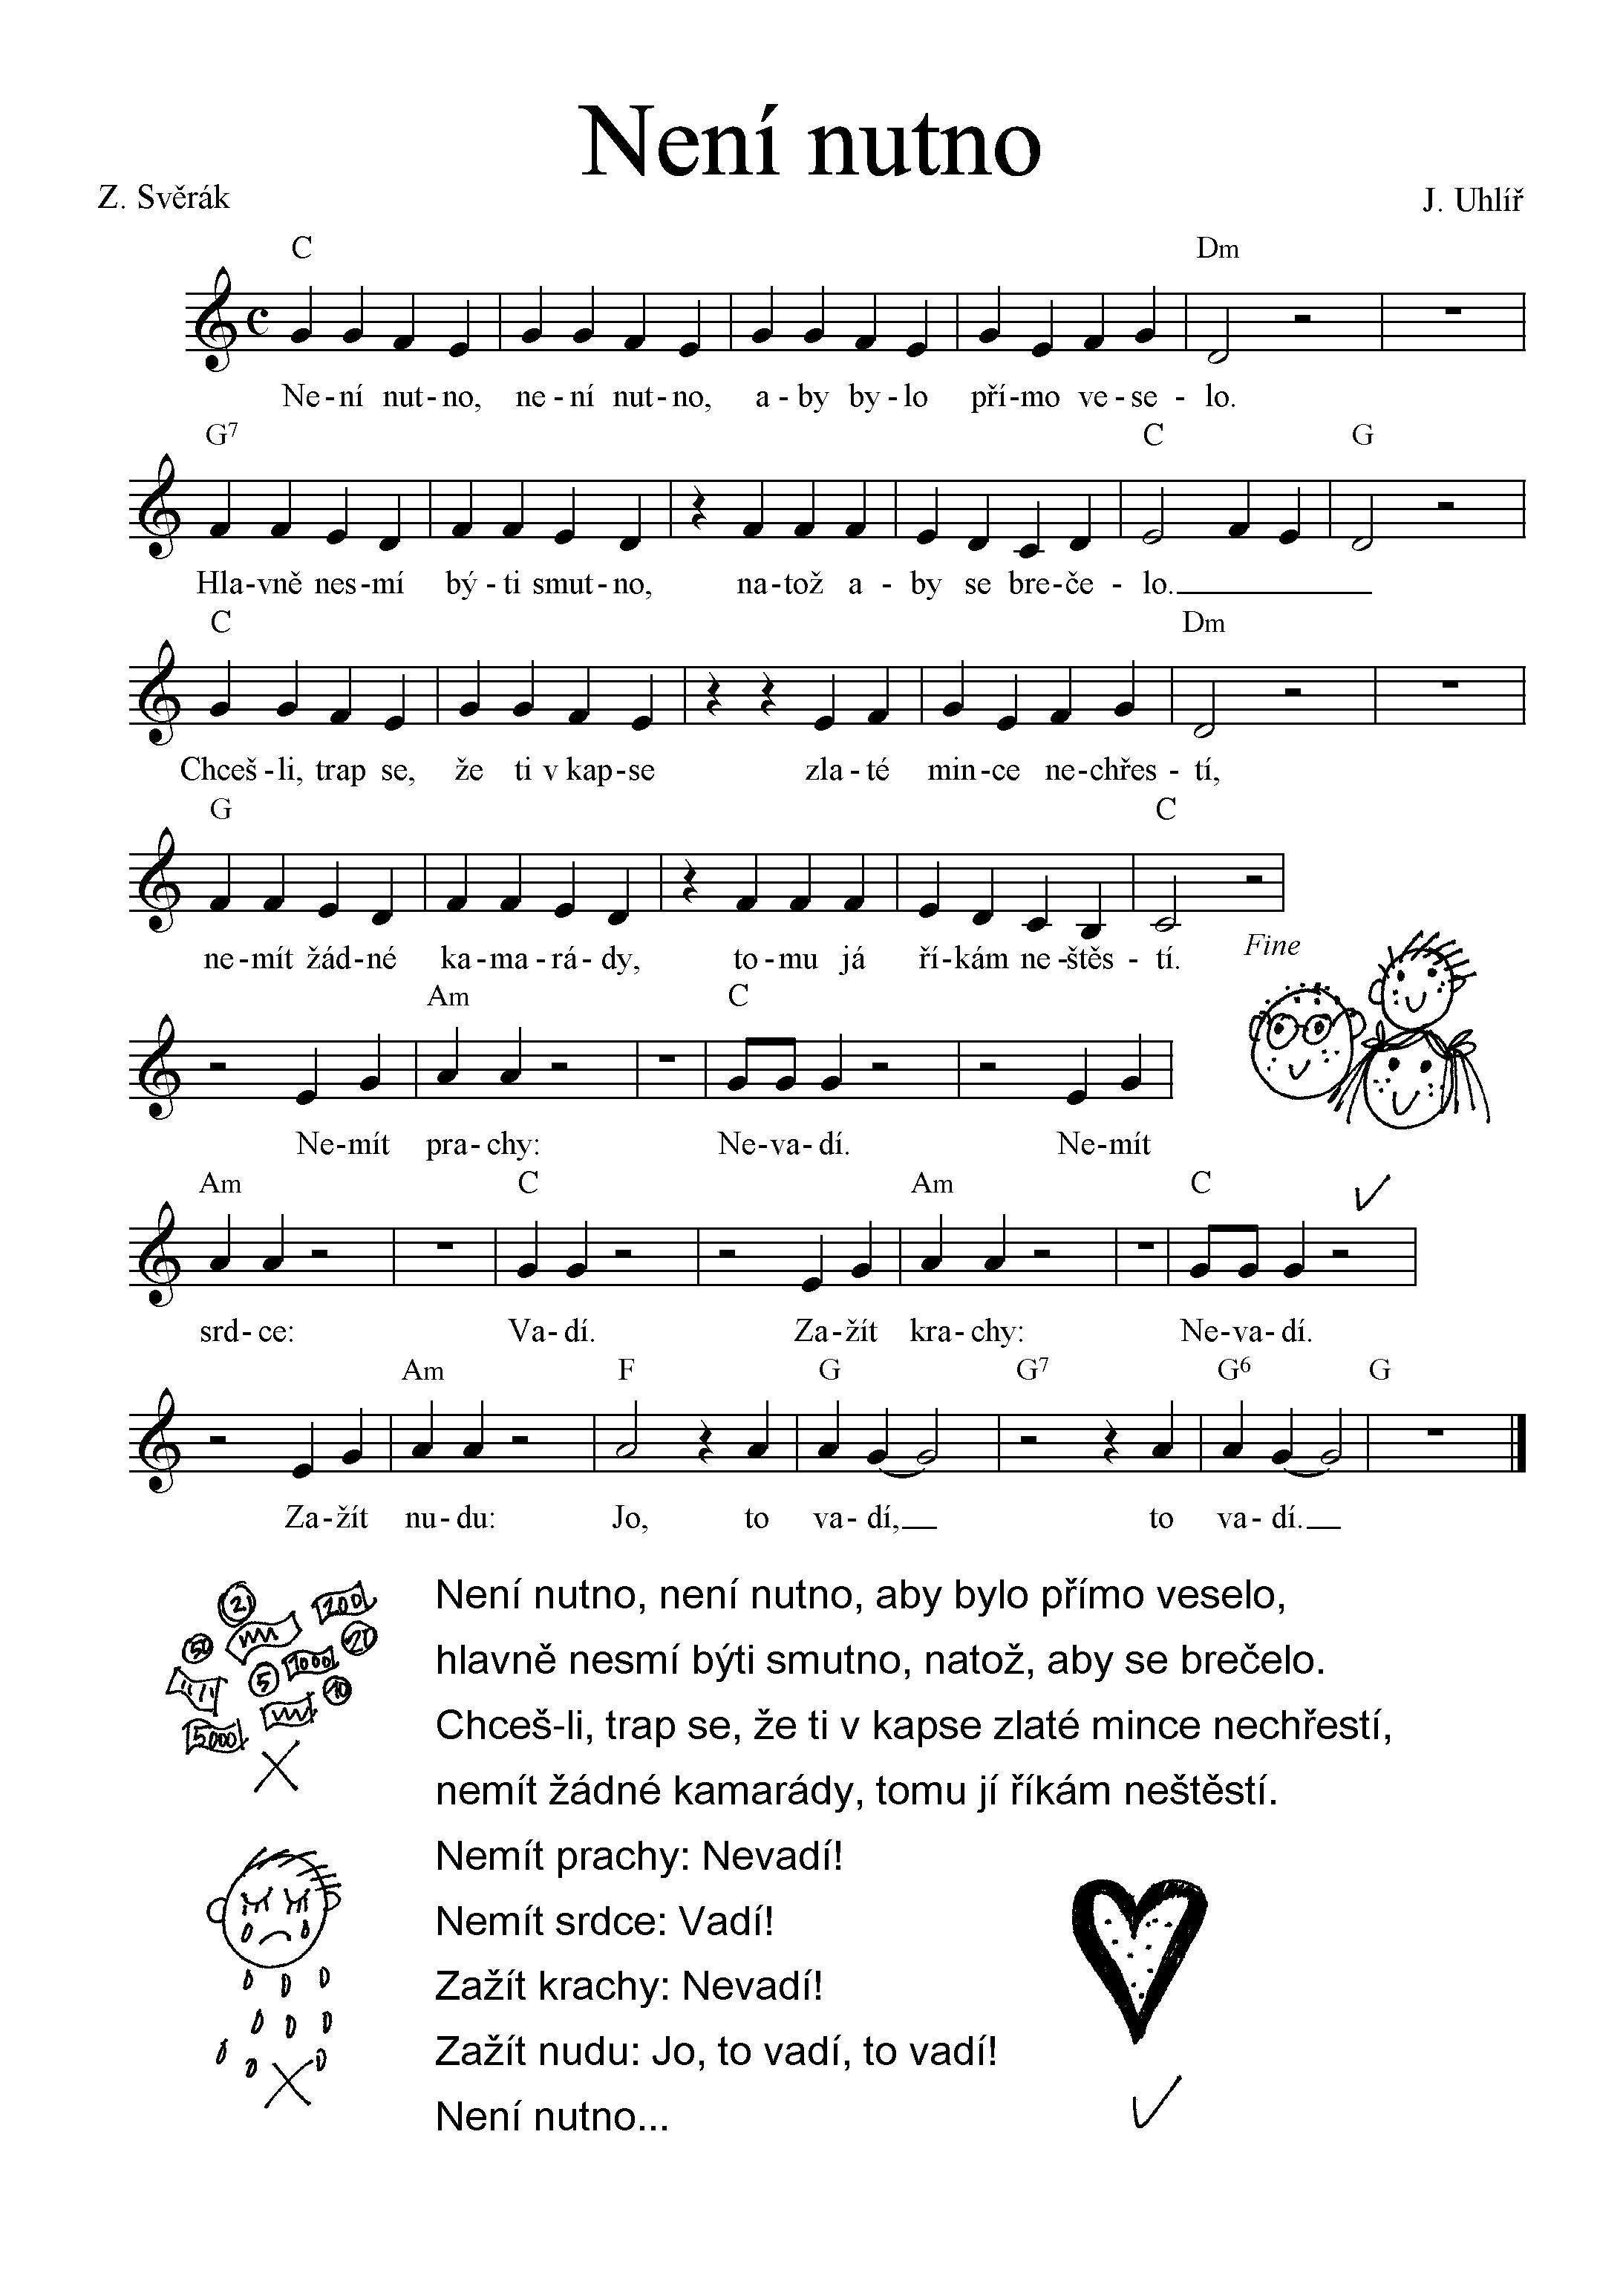 Není nutno
Z. Svěrák
J. Uhlíř
C Dm
Ne-ní nut-no, ne-ní nut-no, a-by by-lo pří-mo ve-se-lo.
G7 C G
Hla-vně nes-mí bý-ti smut-no, na-tož a-by se bre-če-lo.
C Dm
Chceš-li, trap se, že ti v kap-se zla-té min-ce ne-chřes-tí,
G C
ne-mít žád-né ka-ma-rá-dy, to-mu já ří-kám ne-štěs-tí.
Fine
Am C
Ne-mít pra-chy: Ne-va-dí. Ne-mít
Am C Am C
srd-ce: Va-dí. Za-žít kra-chy: Ne-va-dí.
Am F G G7 G6 G
Za-žít nu-du: Jo, to va-dí, to va-dí.
2 200
50 20
5 1000
10
5000
Není nutno, není nutno, aby bylo přímo veselo,
hlavně nesmí býti smutno, natož, aby se brečelo.
Chceš-li, trap se, že ti v kapse zlaté mince nechřestí,
nemít žádné kamarády, tomu jí říkám neštěstí.
Nemít prachy: Nevadí!
Nemít srdce: Vadí!
Zažít krachy: Nevadí!
Zažít nudu: Jo, to vadí, to vadí!
Není nutno...